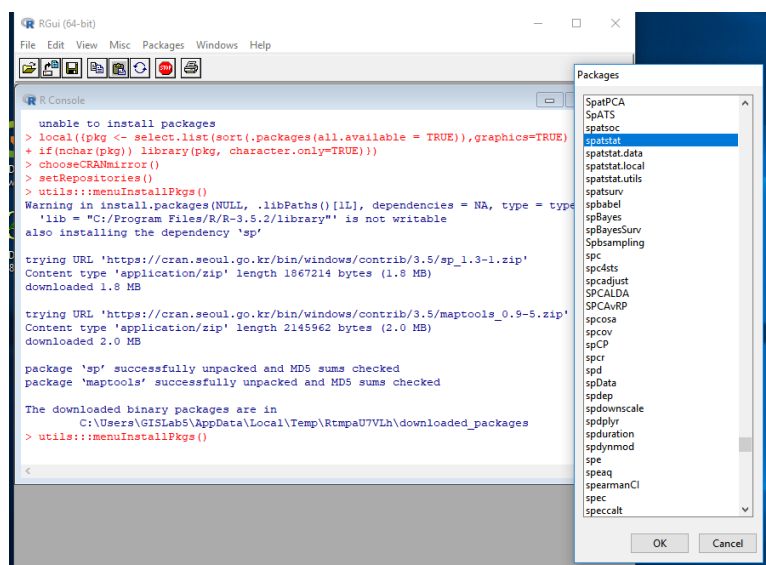 RGui (64-bit)
File Edit View Misc Packages Windows Help
STOP
R Console
unable to install packages
> local({pkg <- select.list(sort(.packages(all.available = TRUE)),graphics=TRUE)
+ if(nchar(pkg)) library(pkg, character.only=TRUE)})
> chooseCRANmirror()
> setRepositories()
> utils:::menuInstallPkgs()
Warning in install.packages(NULL, .libPaths()[1L], dependencies = NA, type = type
'lib = "C:/Program Files/R/R-3.5.2/library"' is not writable
also installing the dependency ‘sp’
trying URL 'https://cran.seoul.go.kr/bin/windows/contrib/3.5/sp_1.3-1.zip'
Content type 'application/zip' length 1867214 bytes (1.8 MB)
downloaded 1.8 MB
trying URL 'https://cran.seoul.go.kr/bin/windows/contrib/3.5/maptools_0.9-5.zip'
Content type 'application/zip' length 2145962 bytes (2.0 MB)
downloaded 2.0 MB
package ‘sp’ successfully unpacked and MD5 sums checked
package ‘maptools’ successfully unpacked and MD5 sums checked
The downloaded binary packages are in
C:\Users\GISLab5\AppData\Local\Temp\RtmpaU7VLh\downloaded_packages
> utils:::menuInstallPkgs()
Packages
SpatPCA
SpATS
spatsoc
spatstat
spatstat.data
spatstat.local
spatstat.utils
spatsurv
spbabel
spBayes
spBayesSurv
Spbsampling
spc
spc4sts
spcadjust
SPCALDA
SPCAvRP
spcosa
spcov
spCP
spcr
spd
spData
spdep
spdownscale
spdplyr
spduration
spdynmod
spe
speaq
spearmanCI
spec
speccalt
OK Cancel